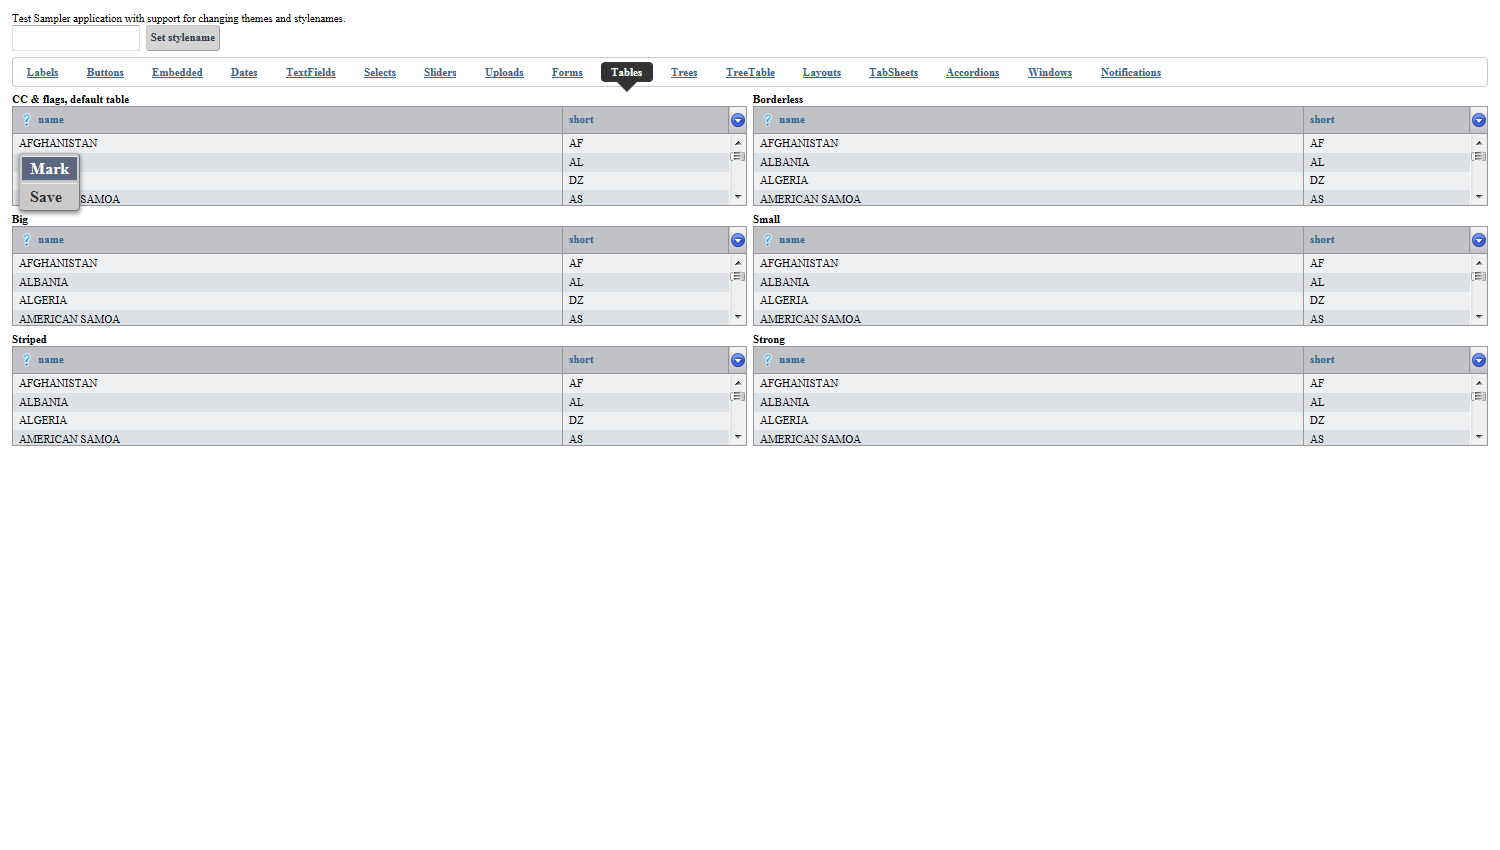 Test Sampler application with support for changing themes and stylenames.
Set stylename
Labels Buttons Embedded Dates TextFields Selects Sliders Uploads Forms Tables Trees TreeTable Layouts TabSheets Accordions Windows Notifications
CC & flags, default table
? name short
AFGHANISTAN AF
AL
DZ
SAMOA AS
Mark
Save
Borderless
? name short
AFGHANISTAN AF
ALBANIA AL
ALGERIA DZ
AMERICAN SAMOA AS
Big
? name short
AFGHANISTAN AF
ALBANIA AL
ALGERIA DZ
AMERICAN SAMOA AS
Small
? name short
AFGHANISTAN AF
ALBANIA AL
ALGERIA DZ
AMERICAN SAMOA AS
Striped
? name short
AFGHANISTAN AF
ALBANIA AL
ALGERIA DZ
AMERICAN SAMOA AS
Strong
? name short
AFGHANISTAN AF
ALBANIA AL
ALGERIA DZ
AMERICAN SAMOA AS